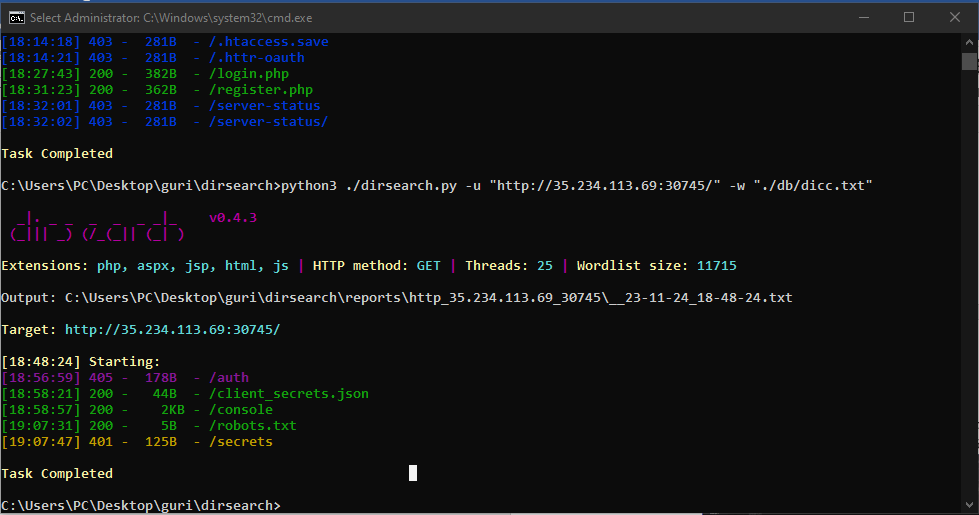 Select Administrator: C:\Windows\system32\cmd.exe
[18:14:18] 403 -  281B  - /.htaccess.save
[18:14:21] 403 -  281B  - /.httr-oauth
[18:27:43] 200 -  382B  - /login.php
[18:31:23] 200 -  362B  - /register.php
[18:32:01] 403 -  281B  - /server-status
[18:32:02] 403 -  281B  - /server-status/
Task Completed
C:\Users\PC\Desktop\guri\dirsearch>python3 ./dirsearch.py -u "http://35.234.113.69:30745/" -w "./db/dicc.txt"
  _|. _ _  _  _  _ _|_    v0.4.3
 (_||| _) (/_(_|| (_| )
Extensions: php, aspx, jsp, html, js | HTTP method: GET | Threads: 25 | Wordlist size: 11715
Output: C:\Users\PC\Desktop\guri\dirsearch\reports\http_35.234.113.69_30745\__23-11-24_18-48-24.txt
Target: http://35.234.113.69:30745/
[18:48:24] Starting:
[18:56:59] 405 -  178B  - /auth
[18:58:21] 200 -   44B  - /client_secrets.json
[18:58:57] 200 -    2KB - /console
[19:07:31] 200 -    5B  - /robots.txt
[19:07:47] 401 -  125B  - /secrets
Task Completed
C:\Users\PC\Desktop\guri\dirsearch>